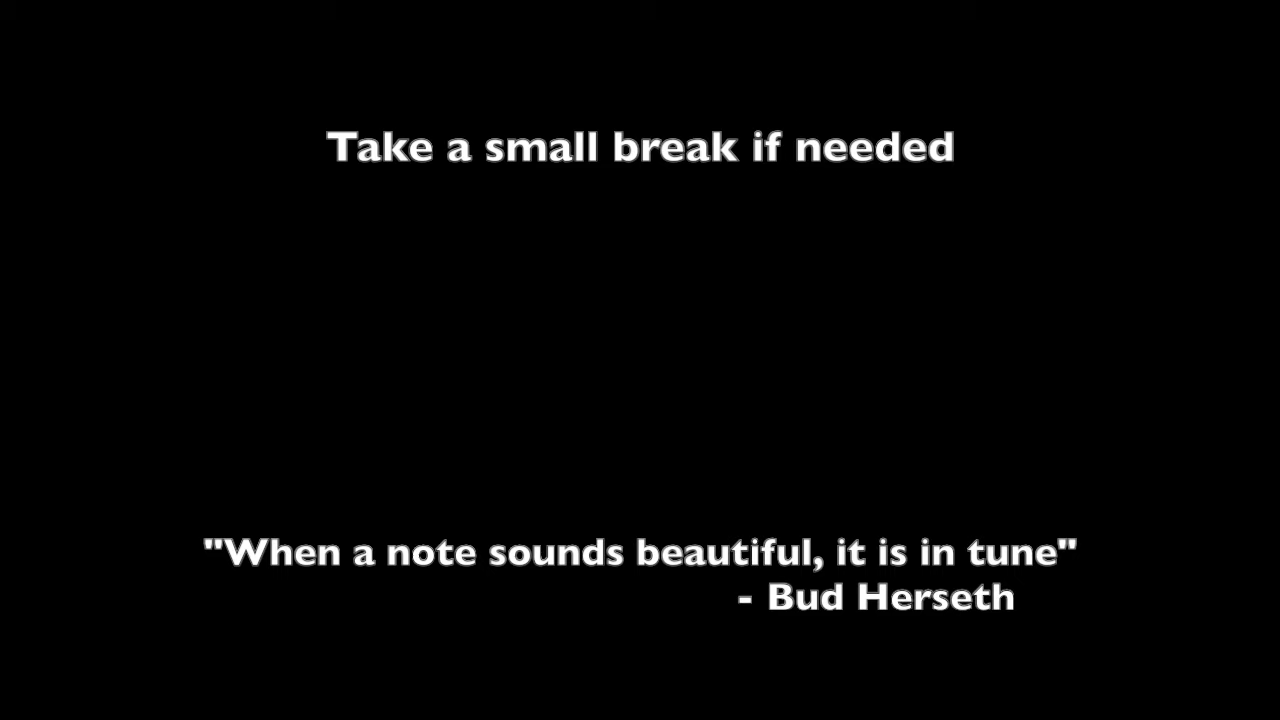 Take a small break if needed
"When a note sounds beautiful, it is in tune"
- Bud Herseth